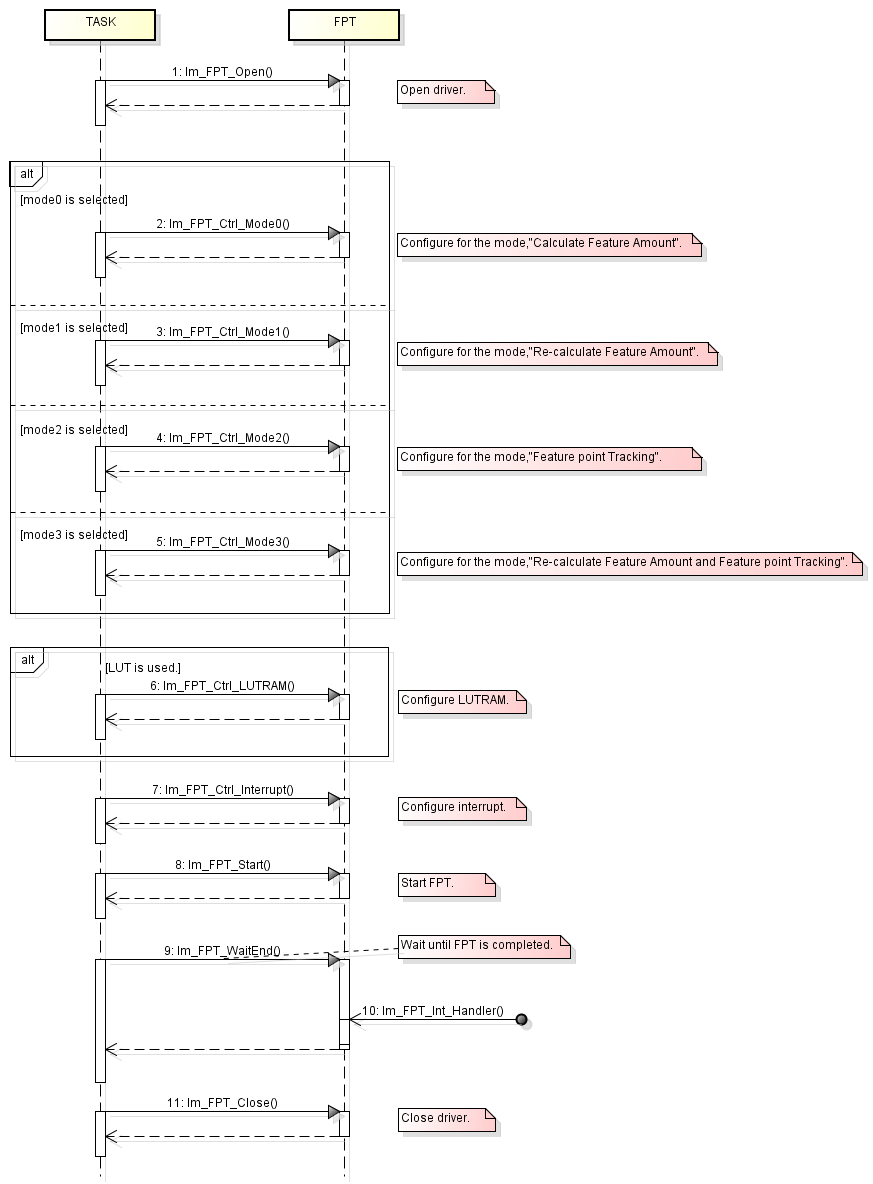 TASK
FPT
1: Im_FPT_Open()
Open driver.
alt
[mode0 is selected]
2: Im_FPT_Ctrl_Mode0()
Configure for the mode,"Calculate Feature Amount".
[mode1 is selected]
3: Im_FPT_Ctrl_Mode1()
Configure for the mode,"Re-calculate Feature Amount".
[mode2 is selected]
4: Im_FPT_Ctrl_Mode2()
Configure for the mode,"Feature point Tracking".
[mode3 is selected]
5: Im_FPT_Ctrl_Mode3()
Configure for the mode,"Re-calculate Feature Amount and Feature point Tracking".
alt
[LUT is used.]
6: Im_FPT_Ctrl_LUTRAM()
Configure LUTRAM.
7: Im_FPT_Ctrl_Interrupt()
Configure interrupt.
8: Im_FPT_Start()
Start FPT.
9: Im_FPT_WaitEnd()
Wait until FPT is completed.
10: Im_FPT_Int_Handler()
11: Im_FPT_Close()
Close driver.